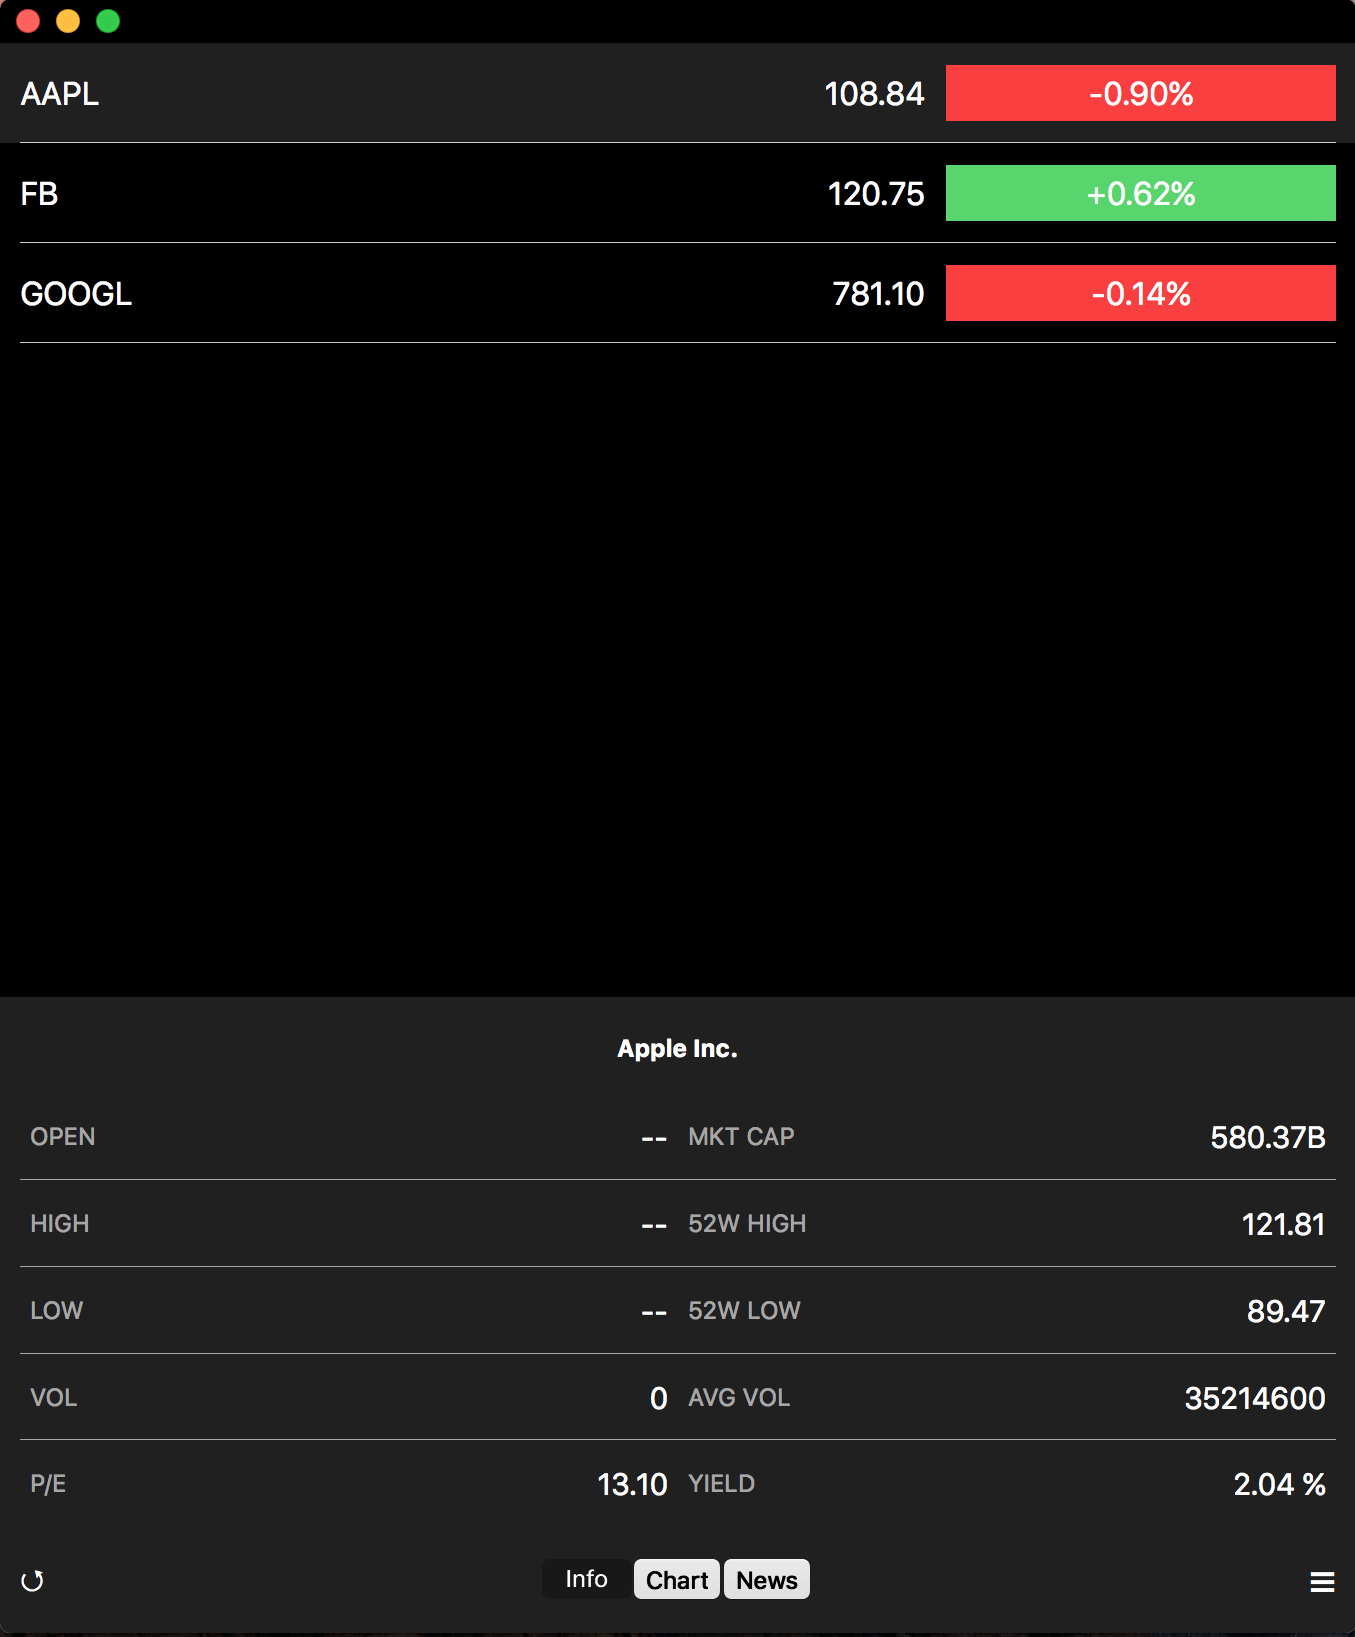 AAPL 108.84 -0.90%
FB 120.75 +0.62%
GOOGL 781.10 -0.14%
Apple Inc.
OPEN -- MKT CAP 580.37B
HIGH -- 52W HIGH 121.81
LOW -- 52W LOW 89.47
VOL 0 AVG VOL 35214600
P/E 13.10 YIELD 2.04 %
Info Chart News